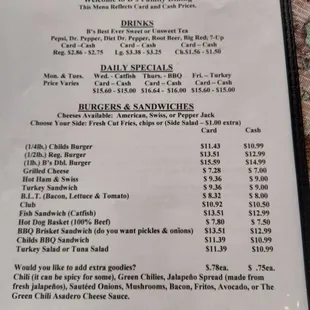 Welcome to B's Family Dining
This Menu Reflects Card and Cash Prices.
DRINKS
B's Best Ever Sweet or Unsweet Tea
Pepsi, Dr. Pepper, Diet Dr. Pepper, Root Beer, Big Red; 7-Up
Card –Cash Card – Cash Card – Cash
Reg. $2.86 - $2.75 Lg. $3.38 - $3.25 Ch.$1.56 - $1.50
DAILY SPECIALS
Mon. & Tues. Wed. - Catfish Thurs. - BBQ Fri. – Turkey
Price Varies Card – Cash Card – Cash Card – Cash
$15.60 - $15.00 $16.64 - $16.00 $15.60 - $15.00
BURGERS & SANDWICHES
Cheeses Available: American, Swiss, or Pepper Jack
Choose Your Side: Fresh Cut Fries, chips or (Side Salad – $1.00 extra)
Card Cash
(1/4lb.) Childs Burger $11.43 $10.99
(1/2lb.) Reg. Burger $13.51 $12.99
(1lb.) B's Dbl. Burger $15.59 $14.99
Grilled Cheese $ 7.28 $ 7.00
Hot Ham & Swiss $ 9.36 $ 9.00
Turkey Sandwich $ 9.36 $ 9.00
B.L.T. (Bacon, Lettuce & Tomato) $ 8.32 $ 8.00
Club $10.92 $10.50
Fish Sandwich (Catfish) $13.51 $12.99
Hot Dog Basket (100% Beef) $ 7.80 $ 7.50
BBQ Brisket Sandwich (do you want pickles & onions) $13.51 $12.99
Childs BBQ Sandwich $11.39 $10.99
Turkey Salad or Tuna Salad $11.39 $10.99
Would you like to add extra goodies? $.78ea. $ .75ea.
Chili (it can be spicy for some), Green Chilies, Jalapeño Spread (made from
fresh jalapeños), Sautéed Onions, Mushrooms, Bacon, Fritos, Avocado, or The
Green Chili Asadero Cheese Sauce.